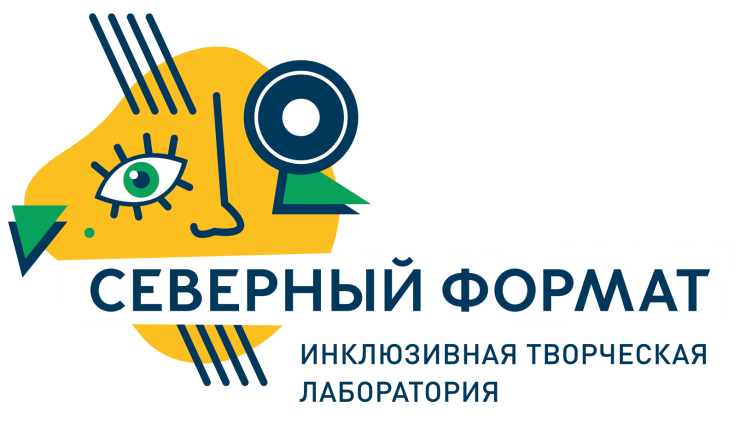 СЕВЕРНЫЙ ФОРМАТ
ИНКЛЮЗИВНАЯ ТВОРЧЕСКАЯ
ЛАБОРАТОРИЯ